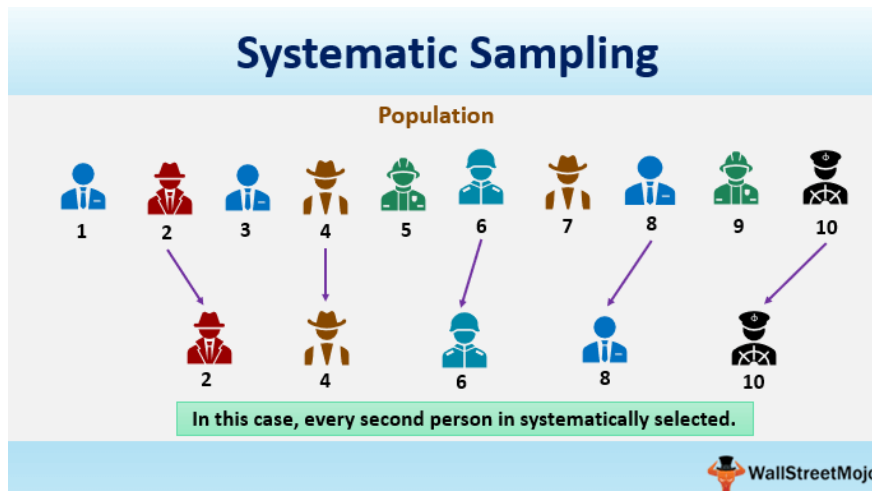 Systematic Sampling
Population
1 2 3 4 5 6 7 8 9 10
2 4 6 8 10
In this case, every second person in systematically selected.
WallStreetMojo